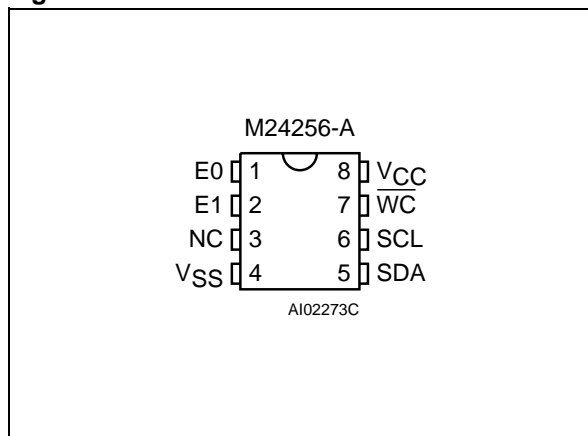 M24256-A
E0 1 8 VCC
E1 2 7 WC
NC 3 6 SCL
VSS 4 5 SDA
AI02273C